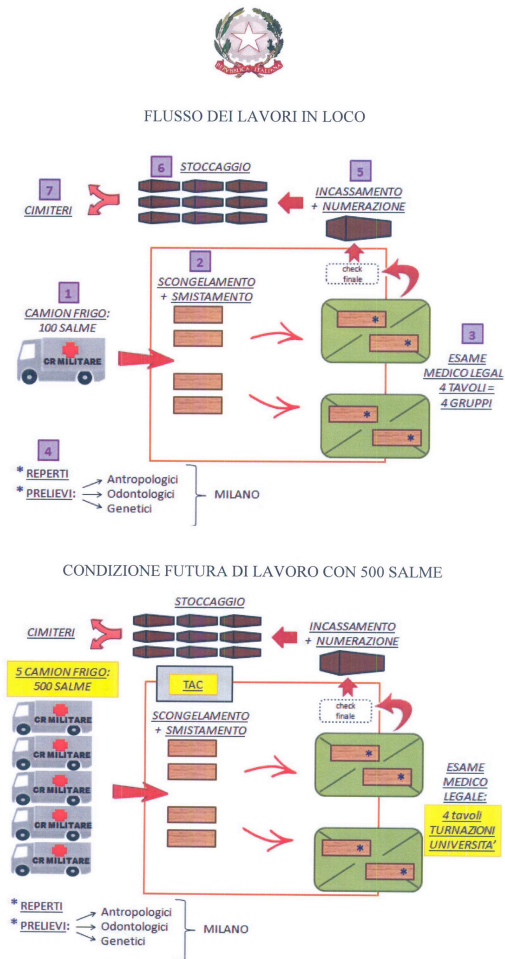 REPVBBLICA ITALIANA
FLUSSO DEI LAVORI IN LOCO
6 STOCCAGGIO
5
INCASSAMENTO
+ NUMERAZIONE
7
CIMITERI
check
finale
2
SCONGELAMENTO
+ SMISTAMENTO
1
CAMION FRIGO:
100 SALME
CR MILITARE
3
ESAME
MEDICO LEGAL
4 TAVOLI =
4 GRUPPI
*
*
*
*
4
* REPERTI
* PRELIEVI:
Antropologici
Odontologici
Genetici
MILANO
CONDIZIONE FUTURA DI LAVORO CON 500 SALME
STOCCAGGIO
CIMITERI
INCASSAMENTO
+ NUMERAZIONE
5 CAMION FRIGO:
500 SALME
TAC
check
finale
SCONGELAMENTO
+ SMISTAMENTO
CR MILITARE
CR MILITARE
CR MILITARE
CR MILITARE
CR MILITARE
ESAME
MEDICO
LEGALE:
4 tavoli
TURNAZIONI
UNIVERSITA'
*
*
*
*
* REPERTI
* PRELIEVI:
Antropologici
Odontologici
Genetici
MILANO